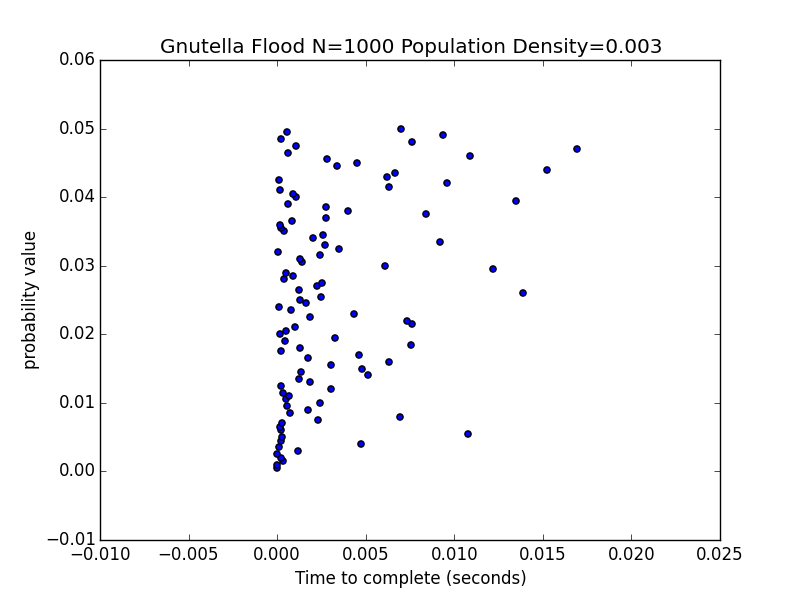 Gnutella Flood N=1000 Population Density=0.003
0.06
0.05
0.04
0.03
0.02
0.01
0.00
−0.01
probability value
−0.010 −0.005 0.000 0.005 0.010 0.015 0.020 0.025
Time to complete (seconds)